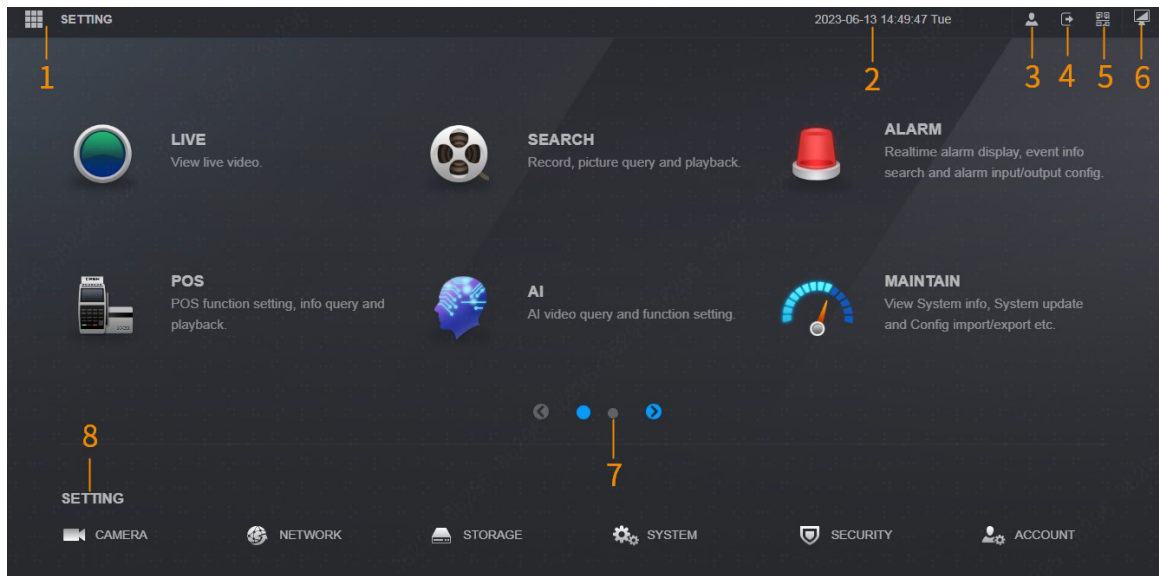 SETTING
2023-06-13 14:49:47 Tue
1
2
3
4
5
6
LIVE
View live video.
SEARCH
Record, picture query and playback.
ALARM
Realtime alarm display, event info
search and alarm input/output config.
POS
POS function setting, info query and
playback.
AI
AI video query and function setting.
MAINTAIN
View System info, System update
and Config import/export etc.
8
7
SETTING
CAMERA
NETWORK
STORAGE
SYSTEM
SECURITY
ACCOUNT